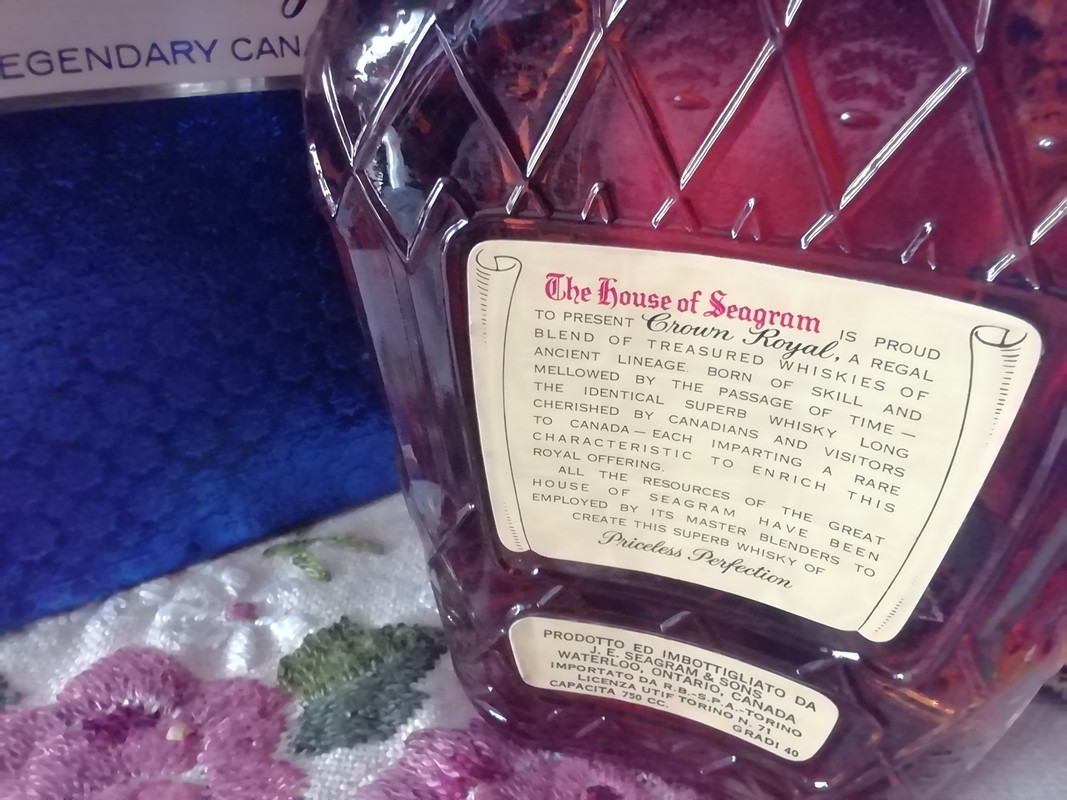 EGENDARY CAN
The House of Seagram IS PROUD
TO PRESENT Crown Royal, A REGAL
BLEND OF TREASURED WHISKIES OF
ANCIENT LINEAGE. BORN OF SKILL AND
MELLOWED BY THE PASSAGE OF TIME—
THE IDENTICAL SUPERB WHISKY LONG
CHERISHED BY CANADIANS AND VISITORS
TO CANADA—EACH IMPARTING A RARE
CHARACTERISTIC TO ENRICH THIS
ROYAL OFFERING.
ALL THE RESOURCES OF THE GREAT
HOUSE OF SEAGRAM HAVE BEEN
EMPLOYED BY ITS MASTER BLENDERS TO
CREATE THIS SUPERB WHISKY OF
Priceless Perfection
PRODOTTO ED IMBOTTIGLIATO DA
J. E. SEAGRAM & SONS
WATERLOO, ONTARIO, CANADA
IMPORTATO DA R.B.-S.P.A.-TORINO
LICENZA UTIF TORINO N. 71
CAPACITA 750 CC. GRADI 40